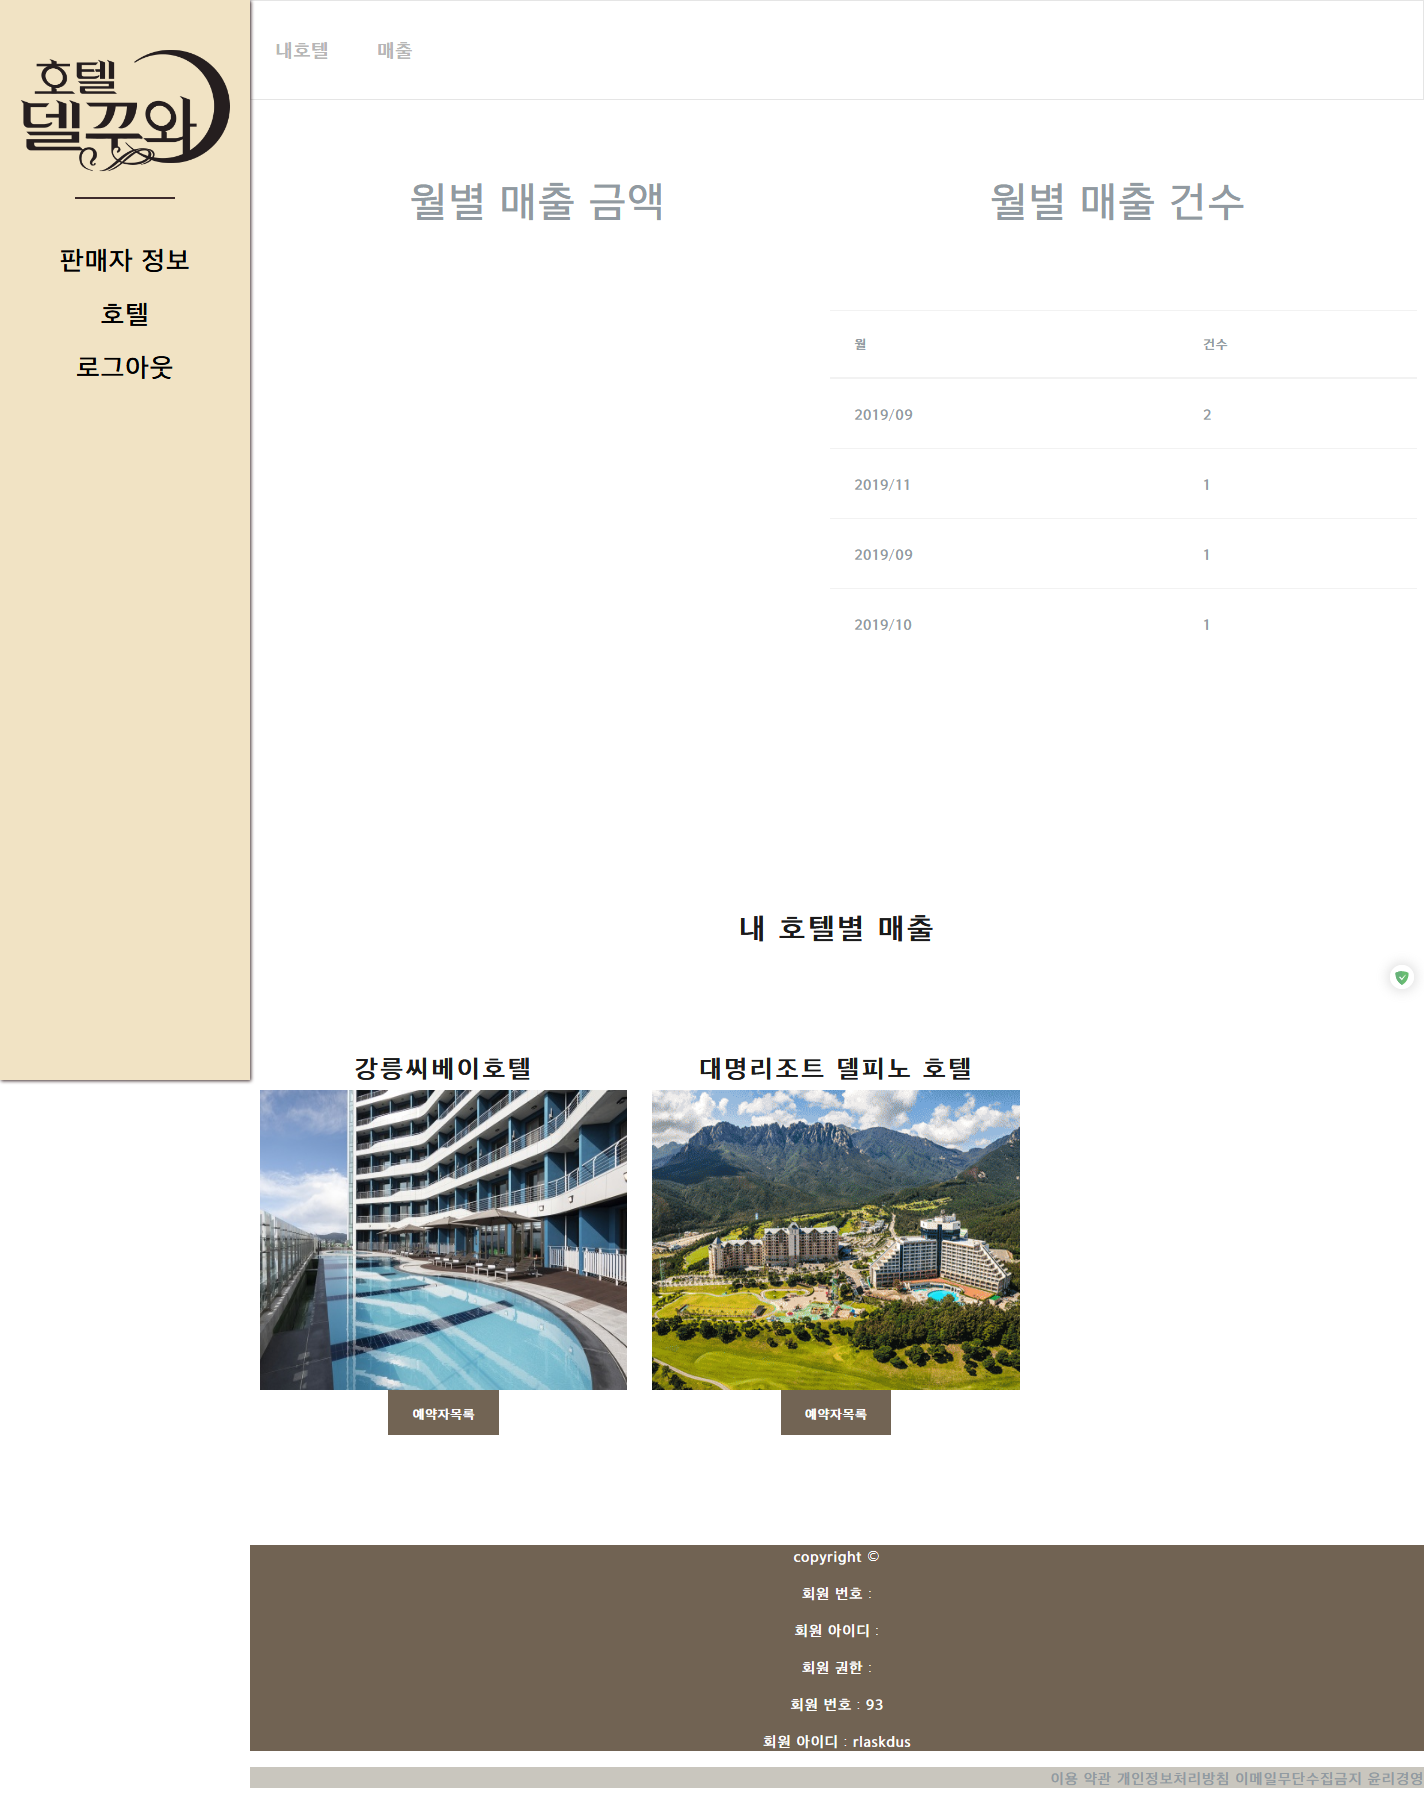 호텔
델꾸와
판매자 정보
호텔
로그아웃
내호텔 매출
월별 매출 금액
월별 매출 건수
월 건수
2019/09 2
2019/11 1
2019/09 1
2019/10 1
내 호텔별 매출
강릉씨베이호텔
대명리조트 델피노 호텔
예약자목록
예약자목록
copyright ©
회원 번호 :
회원 아이디 :
회원 권한 :
회원 번호 : 93
회원 아이디 : rlaskdus
이용 약관 개인정보처리방침 이메일무단수집금지 윤리경영